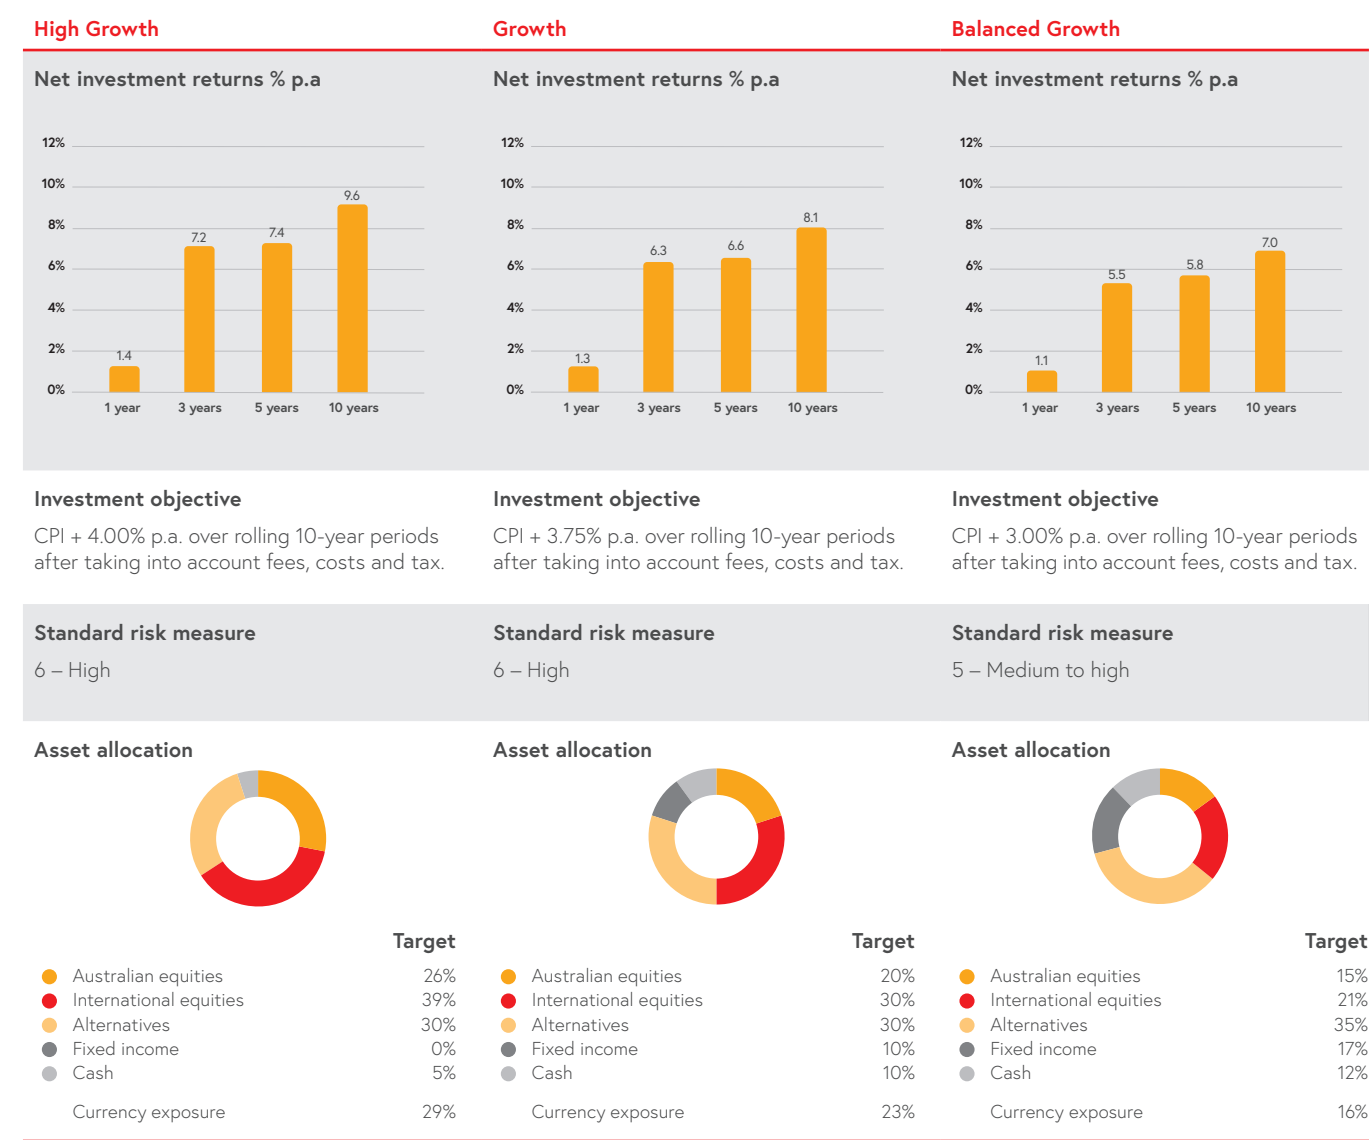 High Growth
Net investment returns % p.a
12%
10%
8%
6%
4%
2%
0%
1.4
7.2
7.4
9.6
1 year
3 years
5 years
10 years
Investment objective
CPI + 4.00% p.a. over rolling 10-year periods
after taking into account fees, costs and tax.
Standard risk measure
6 – High
Asset allocation
Target
Australian equities 26%
International equities 39%
Alternatives 30%
Fixed income 0%
Cash 5%
Currency exposure 29%
Growth
Net investment returns % p.a
12%
10%
8%
6%
4%
2%
0%
1.3
6.3
6.6
8.1
1 year
3 years
5 years
10 years
Investment objective
CPI + 3.75% p.a. over rolling 10-year periods
after taking into account fees, costs and tax.
Standard risk measure
6 – High
Asset allocation
Target
Australian equities 20%
International equities 30%
Alternatives 30%
Fixed income 10%
Cash 10%
Currency exposure 23%
Balanced Growth
Net investment returns % p.a
12%
10%
8%
6%
4%
2%
0%
1.1
5.5
5.8
7.0
1 year
3 years
5 years
10 years
Investment objective
CPI + 3.00% p.a. over rolling 10-year periods
after taking into account fees, costs and tax.
Standard risk measure
5 – Medium to high
Asset allocation
Target
Australian equities 15%
International equities 21%
Alternatives 35%
Fixed income 17%
Cash 12%
Currency exposure 16%